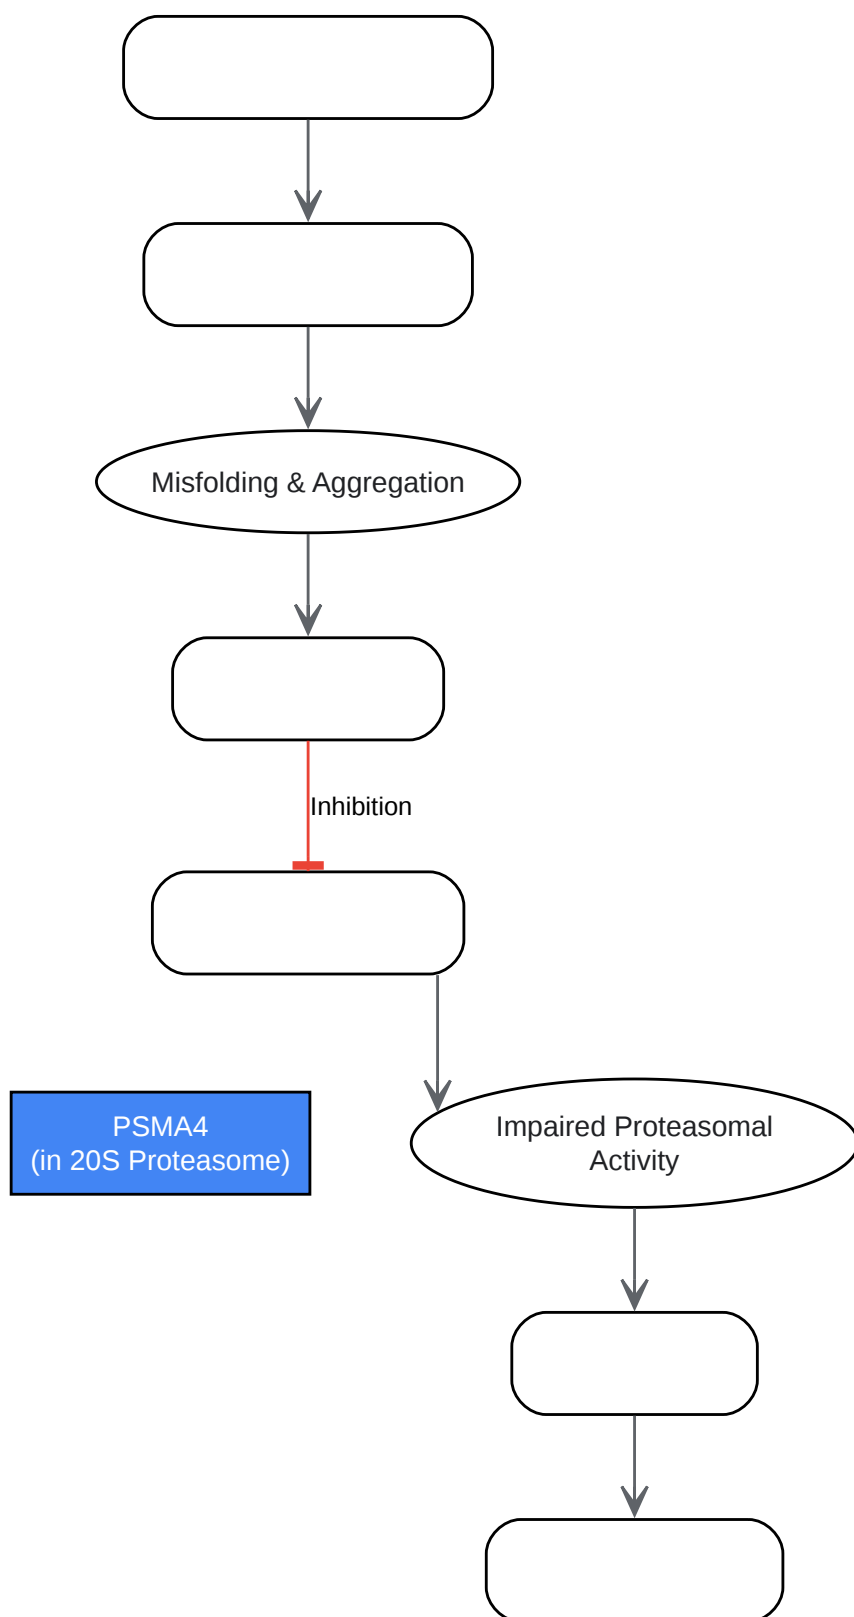 Misfolding & Aggregation
Inhibition
PSMA4
(in 20S Proteasome)
Impaired Proteasomal
Activity